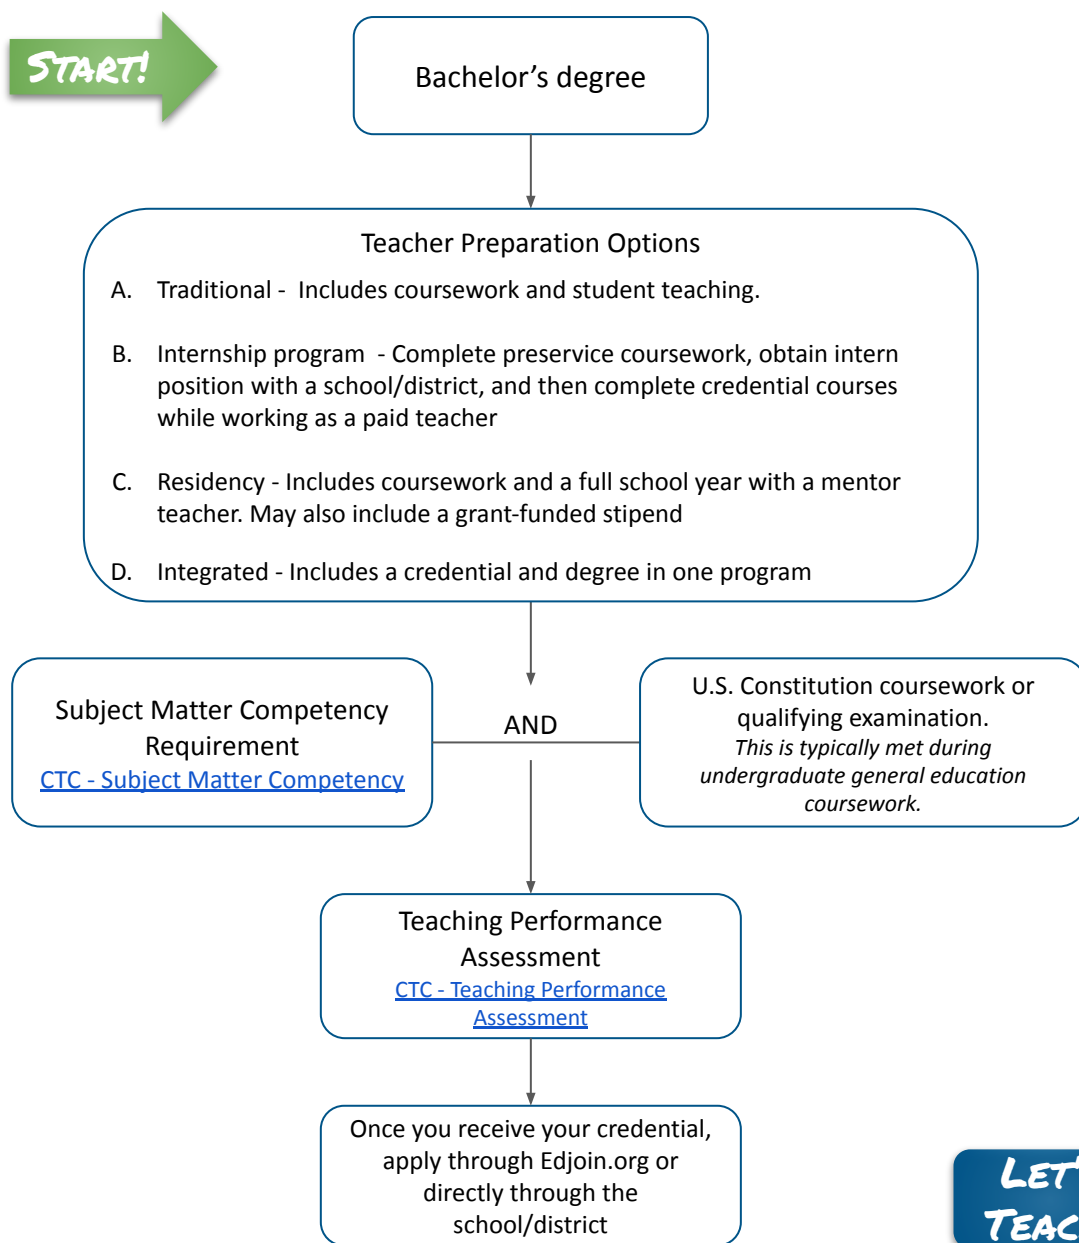 START!
Bachelor’s degree
Teacher Preparation Options
A. Traditional - Includes coursework and student teaching.
B. Internship program - Complete preservice coursework, obtain intern
position with a school/district, and then complete credential courses
while working as a paid teacher
C. Residency - Includes coursework and a full school year with a mentor
teacher. May also include a grant-funded stipend
D. Integrated - Includes a credential and degree in one program
Subject Matter Competency
Requirement
CTC - Subject Matter Competency
AND
U.S. Constitution coursework or
qualifying examination.
This is typically met during
undergraduate general education
coursework.
Teaching Performance
Assessment
CTC - Teaching Performance
Assessment
Once you receive your credential,
apply through Edjoin.org or
directly through the
school/district